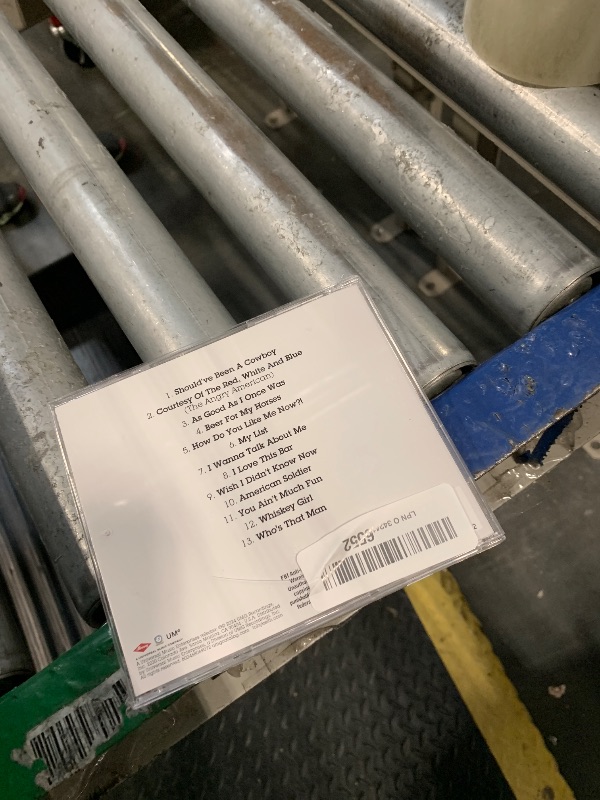 1. Should've Been A Cowboy
2. Courtesy Of The Red, White And Blue
(The Angry American)
3. As Good As I Once Was
4. Beer For My Horses
5. How Do You Like Me Now?!
6. My List
7. I Wanna Talk About Me
8. I Love This Bar
9. Wish I Didn't Know Now
10. American Soldier
11. You Ain't Much Fun
12. Whiskey Girl
13. Who's That Man
LPN
UMe